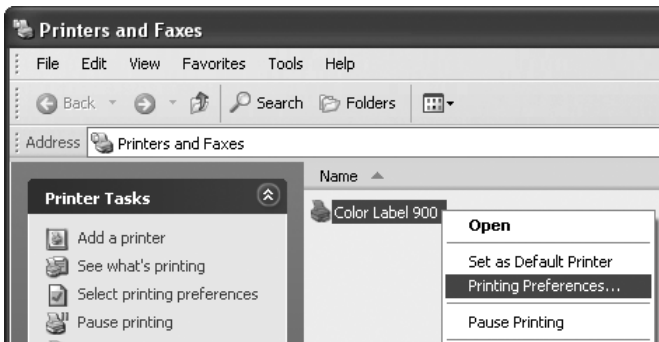 Printers and Faxes
File Edit View Favorites Tools Help
Back Search Folders
Address Printers and Faxes
Name
Printer Tasks
Add a printer
See what's printing
Select printing preferences
Pause printing
Color Label 900
Open
Set as Default Printer
Printing Preferences...
Pause Printing